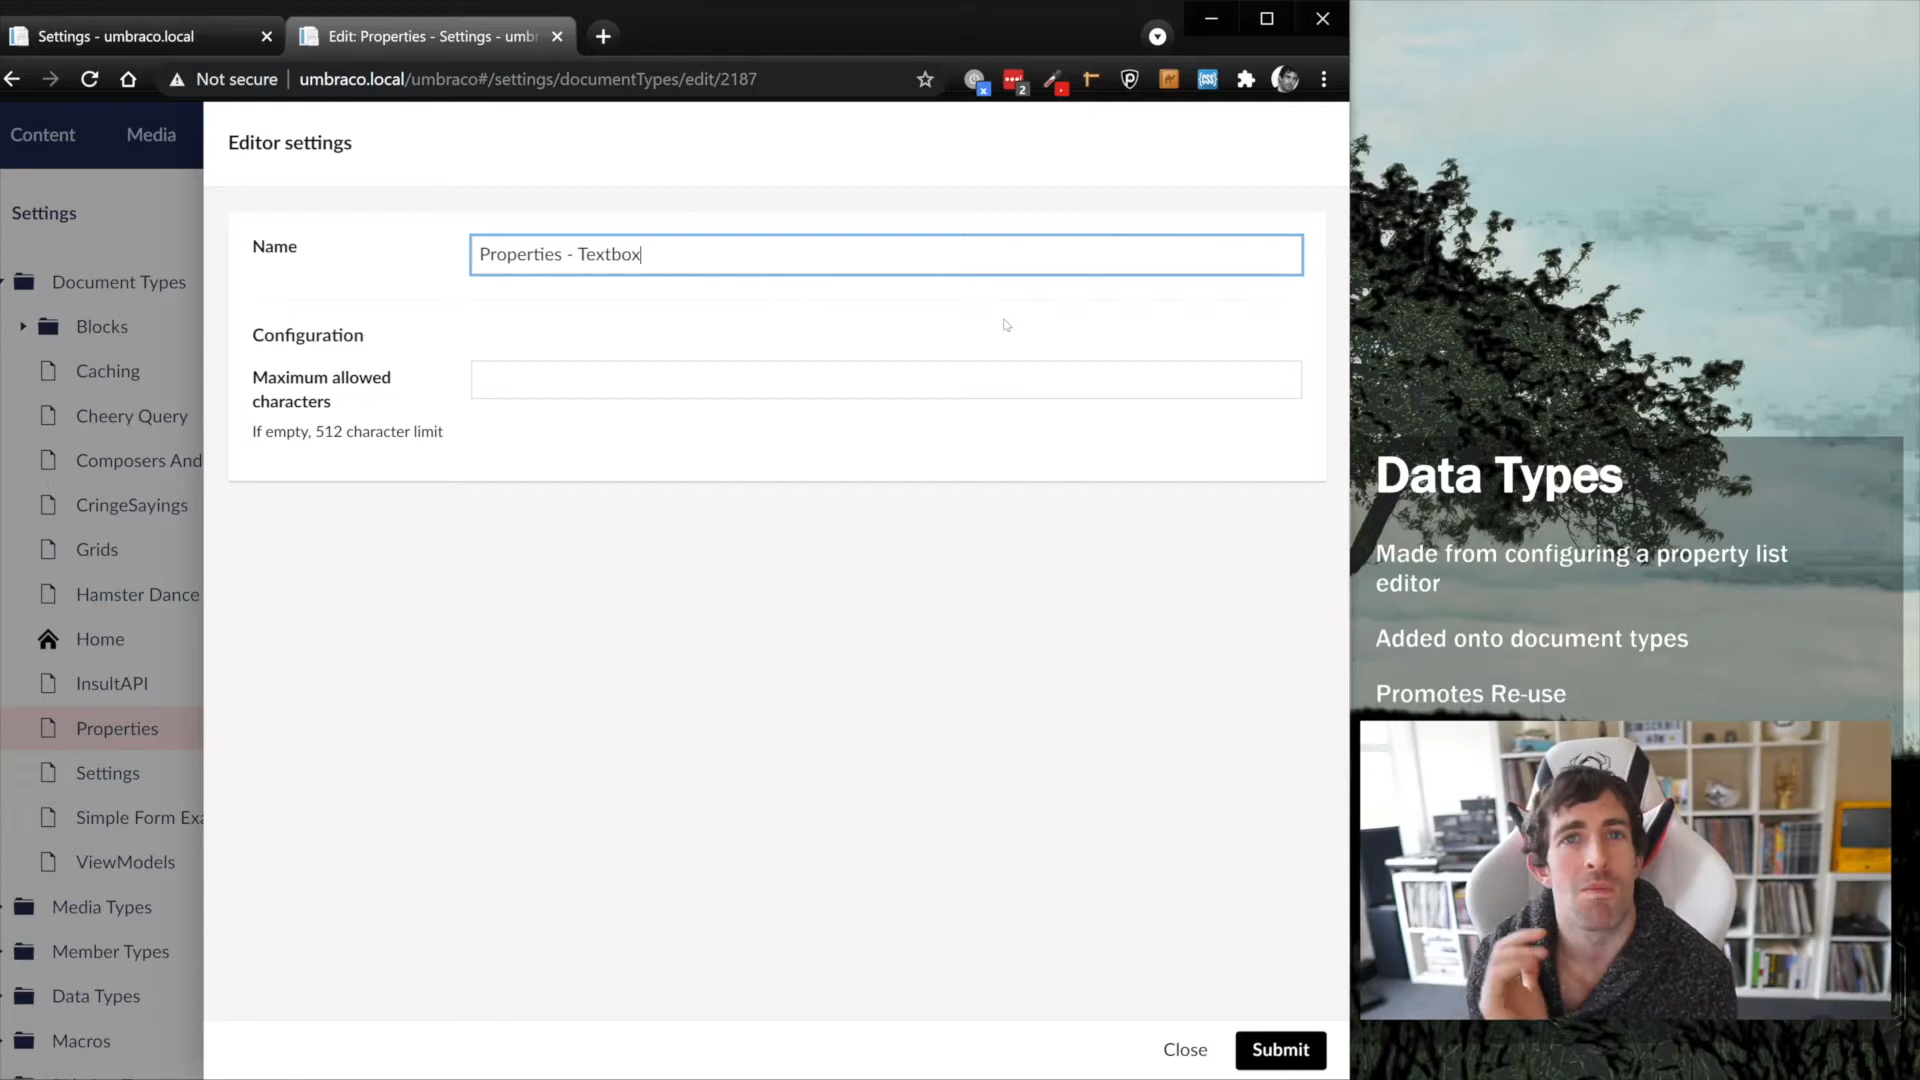 Settings - umbraco.local
Edit: Properties - Settings - umbr
Not secure
umbraco.local/umbraco#/settings/documentTypes/edit/2187
2
Content
Media
Editor settings
Settings
Name
Properties - Textbox
Configuration
Maximum allowed
characters
If empty, 512 character limit
Document Types
Blocks
Caching
Cheery Query
Composers And
CringeSayings
Grids
Hamster Dance
Home
InsultAPI
Properties
Settings
Simple Form Exa
ViewModels
Media Types
Member Types
Data Types
Macros
Close
Submit
Data Types
Made from configuring a property list
editor
Added onto document types
Promotes Re-use